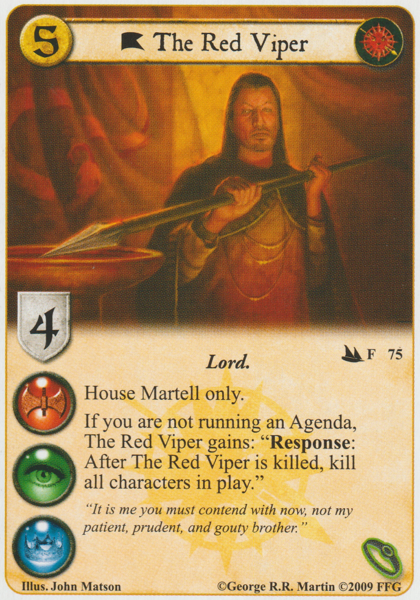 5 The Red Viper
4
F 75
Lord.
House Martell only.
If you are not running an Agenda,
The Red Viper gains: “Response:
After The Red Viper is killed, kill
all characters in play.”
“It is me you must contend with now, not my
patient, prudent, and gouty brother.”
Illus. John Matson ©George R.R. Martin ©2009 FFG